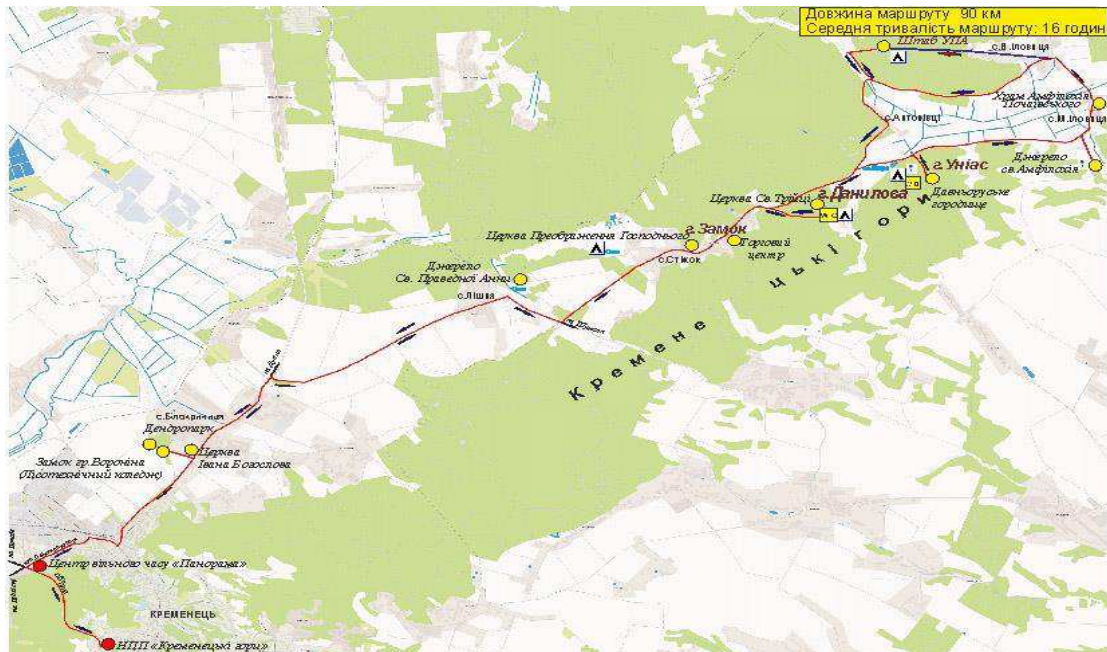 Довжина маршруту 90 км
Середня тривалість маршруту: 16 годин
Штаб УПА
с.В.Іловиця
Храм Амфілохія
Почаївського
с.М.Іловиця
с.Антонівці
Джерело
св.Амфілохія
г.Уніас
Давньоруське
городище
г.Данилова
Церква Св.Трійці
г.Замок
Церква Преображення Господнього
Торговий
центр
с.Стіжок
Джерело
Св. Праведної Анни
с.Лішня
Кременецькі гори
с.Білокриниця
Дендропарк
Церква
Івана Богослова
Замок гр.Вороніна
(Лісотехнічний коледж)
Центр вільного часу «Панорама»
КРЕМЕНЕЦЬ
НПП «Кременецькі гори»